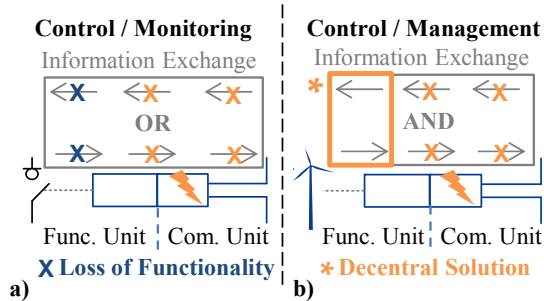 Control / Monitoring
Information Exchange
X X X
OR
X X X
Func. Unit Com. Unit
X Loss of Functionality
a)
Control / Management
Information Exchange
* X X
AND
X X
Func. Unit Com. Unit
* Decentral Solution
b)